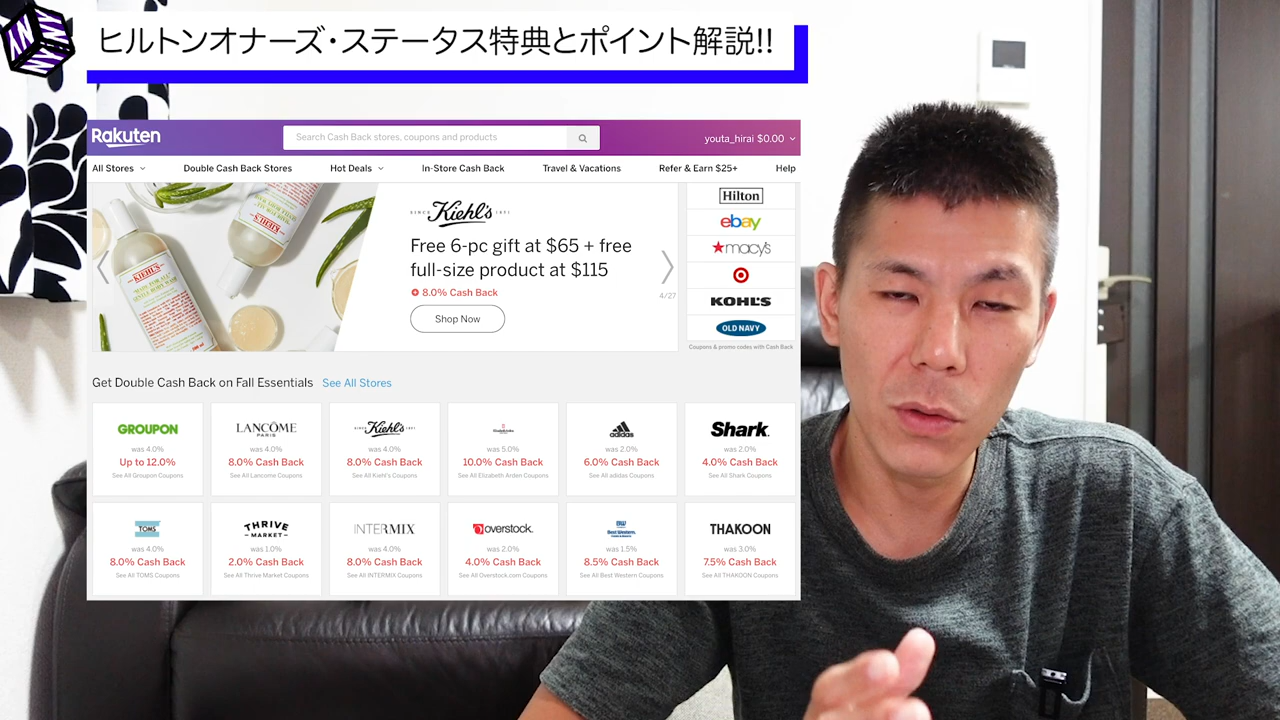 NY
NY
NY
NY
ヒルトンオナーズ・ステータス特典とポイント解説!!
Rakuten
Search Cash Back stores, coupons and products
youta_hirai $0.00
All Stores
Double Cash Back Stores
Hot Deals
In-Store Cash Back
Travel & Vacations
Refer & Earn $25+
Help
KIEHL'S
KIEHL'S
SINCE Kiehl's 1851
Free 6-pc gift at $65 + free
full-size product at $115
8.0% Cash Back
Shop Now
4/27
Hilton
ebay
macy's
KOHL'S
OLD NAVY
Coupons & promo codes with Cash Back
Get Double Cash Back on Fall Essentials See All Stores
GROUPON
was 4.0%
Up to 12.0%
See All Groupon Coupons
LANCÔME
PARIS
was 4.0%
8.0% Cash Back
See All Lancome Coupons
SINCE Kiehl's 1851
was 4.0%
8.0% Cash Back
See All Kiehl's Coupons
was 5.0%
10.0% Cash Back
See All Elizabeth Arden Coupons
adidas
was 2.0%
6.0% Cash Back
See All adidas Coupons
Shark
was 2.0%
4.0% Cash Back
See All Shark Coupons
TOMS
was 4.0%
8.0% Cash Back
See All TOMS Coupons
THRIVE
MARKET
was 1.0%
2.0% Cash Back
See All Thrive Market Coupons
INTERMIX
was 4.0%
8.0% Cash Back
See All INTERMIX Coupons
overstock.
was 2.0%
4.0% Cash Back
See All Overstock.com Coupons
BW
Best Western.
was 1.5%
8.5% Cash Back
See All Best Western Coupons
THAKOON
was 3.0%
7.5% Cash Back
See All THAKOON Coupons